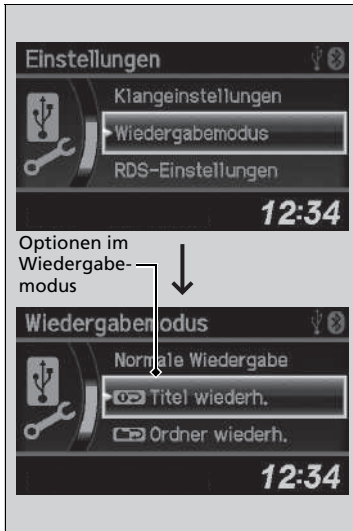 Einstellungen
Klangeinstellungen
Wiedergabemodus
RDS-Einstellungen
12:34
Optionen im
Wiedergabe-
modus
Wiedergabemodus
Normale Wiedergabe
Titel wiederh.
Ordner wiederh.
12:34